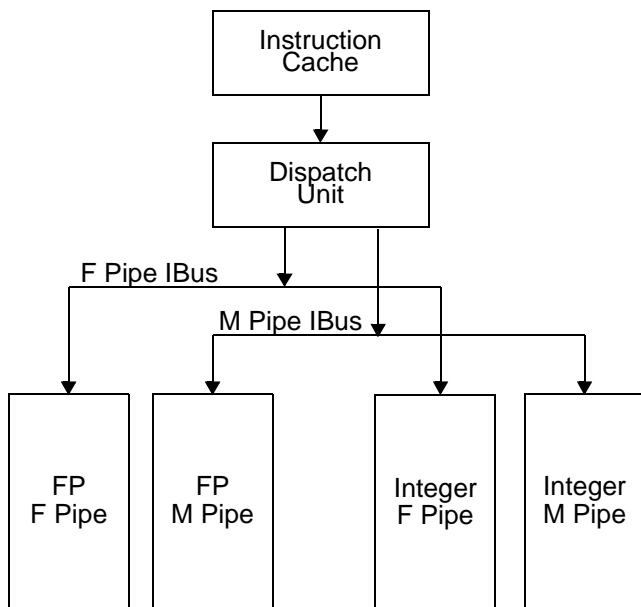 Instruction
Cache
Dispatch
Unit
F Pipe IBus
M Pipe IBus
FP
F Pipe
FP
M Pipe
Integer
F Pipe
Integer
M Pipe